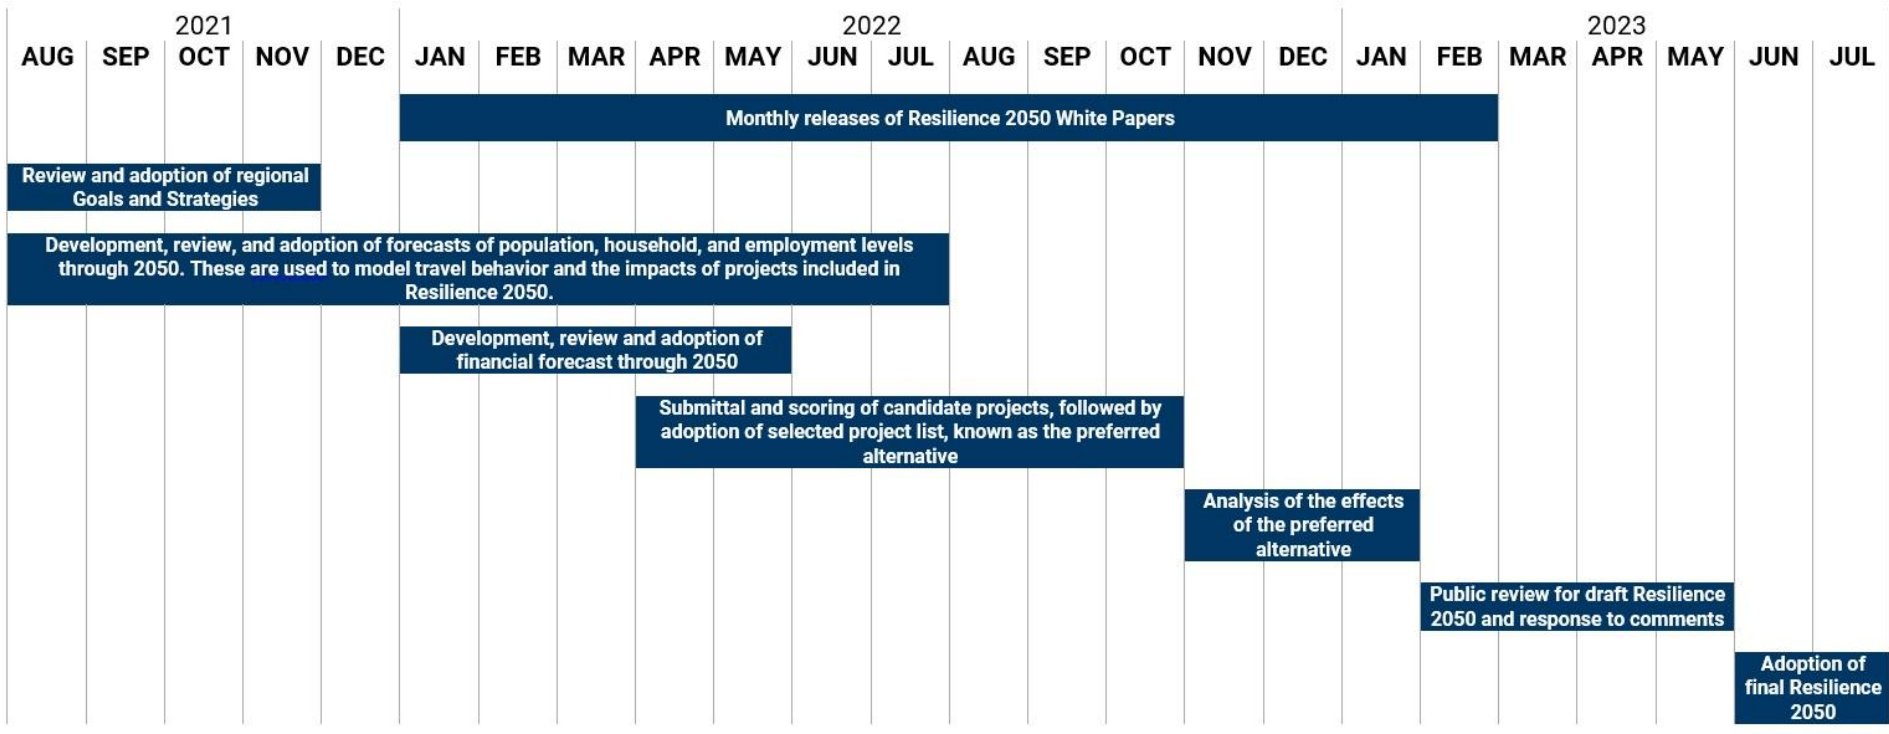 2021 2022 2023
AUG SEP OCT NOV DEC JAN FEB MAR APR MAY JUN JUL AUG SEP OCT NOV DEC JAN FEB MAR APR MAY JUN JUL
Monthly releases of Resilience 2050 White Papers
Review and adoption of regional
Goals and Strategies
Development, review, and adoption of forecasts of population, household, and employment levels
through 2050. These are used to model travel behavior and the impacts of projects included in
Resilience 2050.
Development, review and adoption of
financial forecast through 2050
Submittal and scoring of candidate projects, followed by
adoption of selected project list, known as the preferred
alternative
Analysis of the effects
of the preferred
alternative
Public review for draft Resilience
2050 and response to comments
Adoption of
final Resilience
2050